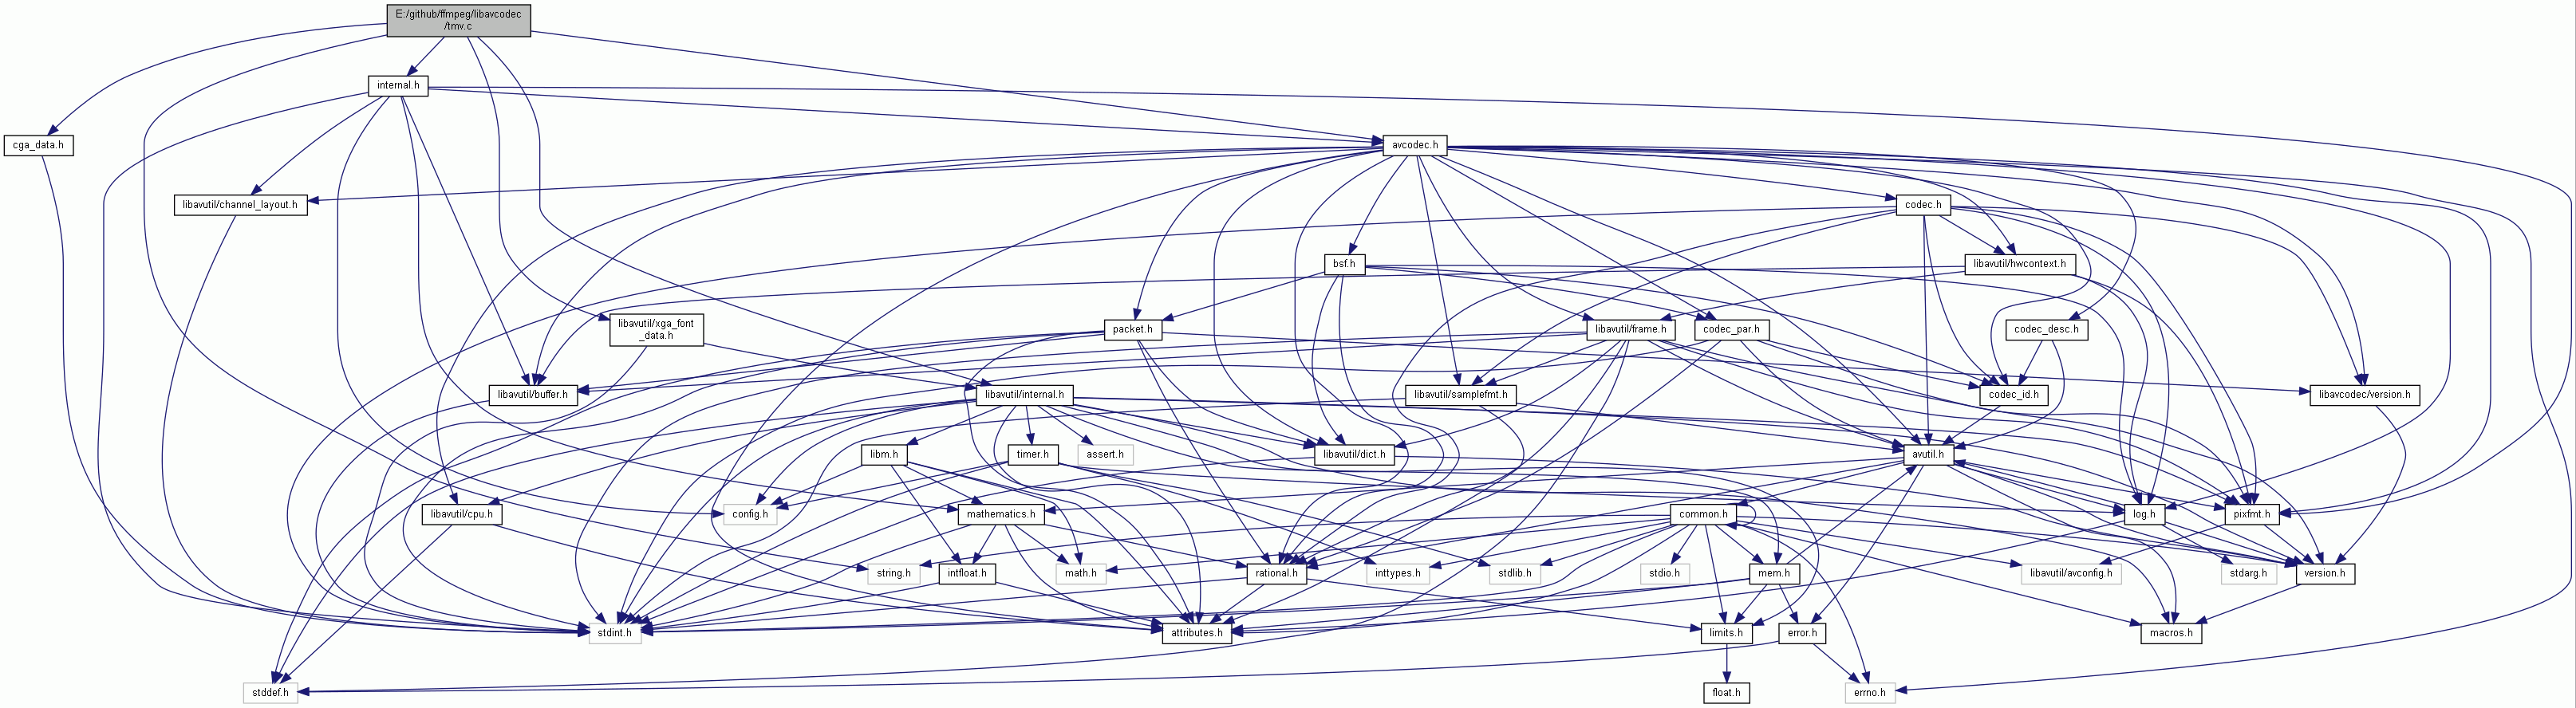 E:/github/ffmpeg/libavcodec
/tmv.c
internal.h
cga_data.h
avcodec.h
libavutil/channel_layout.h
codec.h
bsf.h
libavutil/hwcontext.h
libavutil/xga_font
_data.h
packet.h
libavutil/frame.h
codec_par.h
codec_desc.h
libavutil/buffer.h
libavutil/internal.h
libavutil/samplefmt.h
codec_id.h
libavcodec/version.h
libm.h
timer.h
assert.h
libavutil/dict.h
avutil.h
libavutil/cpu.h
config.h
mathematics.h
common.h
log.h
pixfmt.h
string.h
intfloat.h
math.h
rational.h
inttypes.h
stdlib.h
stdio.h
mem.h
libavutil/avconfig.h
stdarg.h
version.h
stdint.h
attributes.h
limits.h
error.h
macros.h
stddef.h
float.h
errno.h